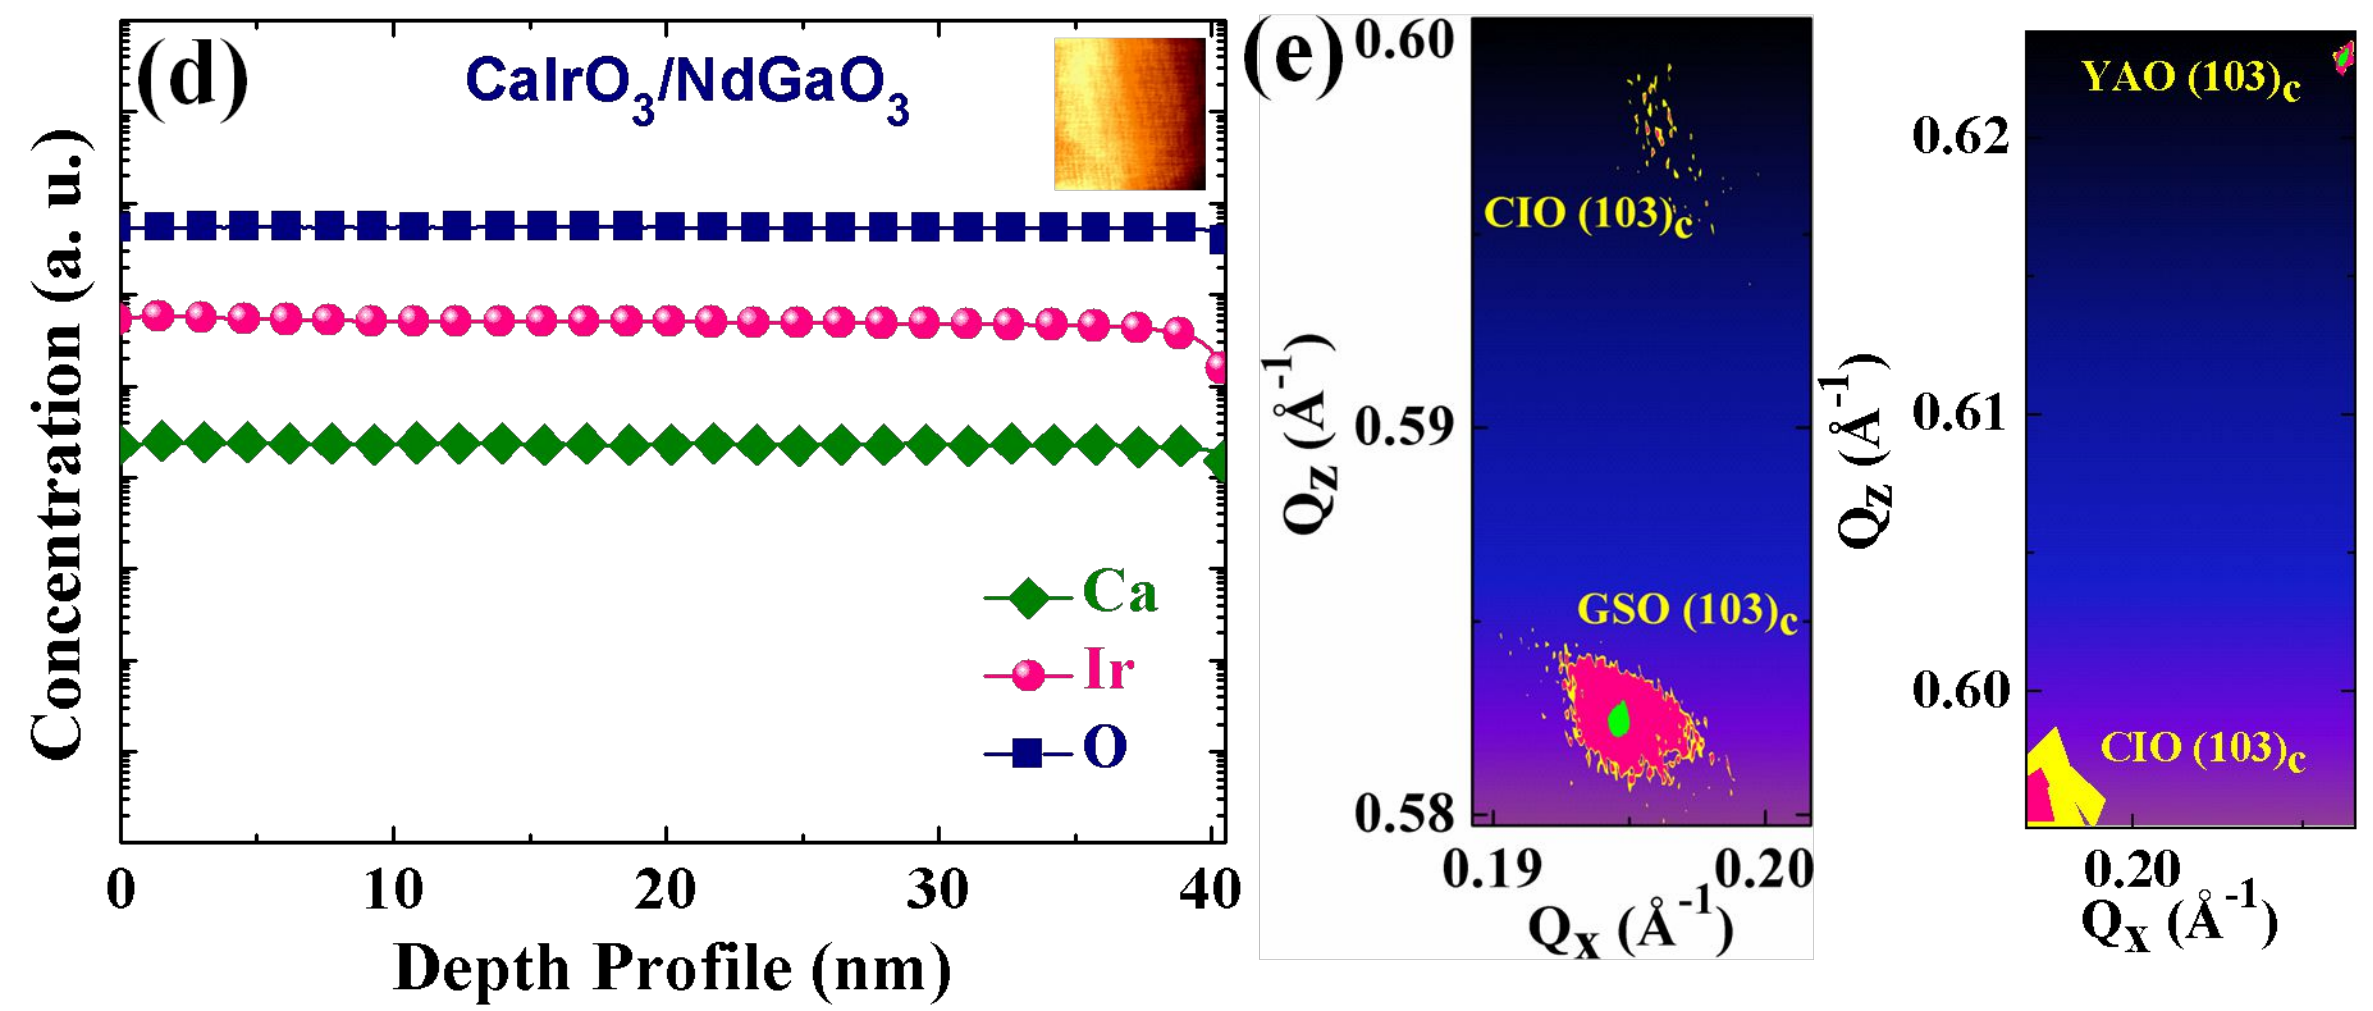 (d)
CaIrO3/NdGaO3
Concentration (a. u.)
Ca
Ir
O
0 10 20 30 40
Depth Profile (nm)
(e)
0.60
0.59
0.58
Qz (Å-1)
CIO (103)c
GSO (103)c
0.19 0.20
Qx (Å-1)
YAO (103)c
0.62
0.61
0.60
Qz (Å-1)
CIO (103)c
0.20
Qx (Å-1)